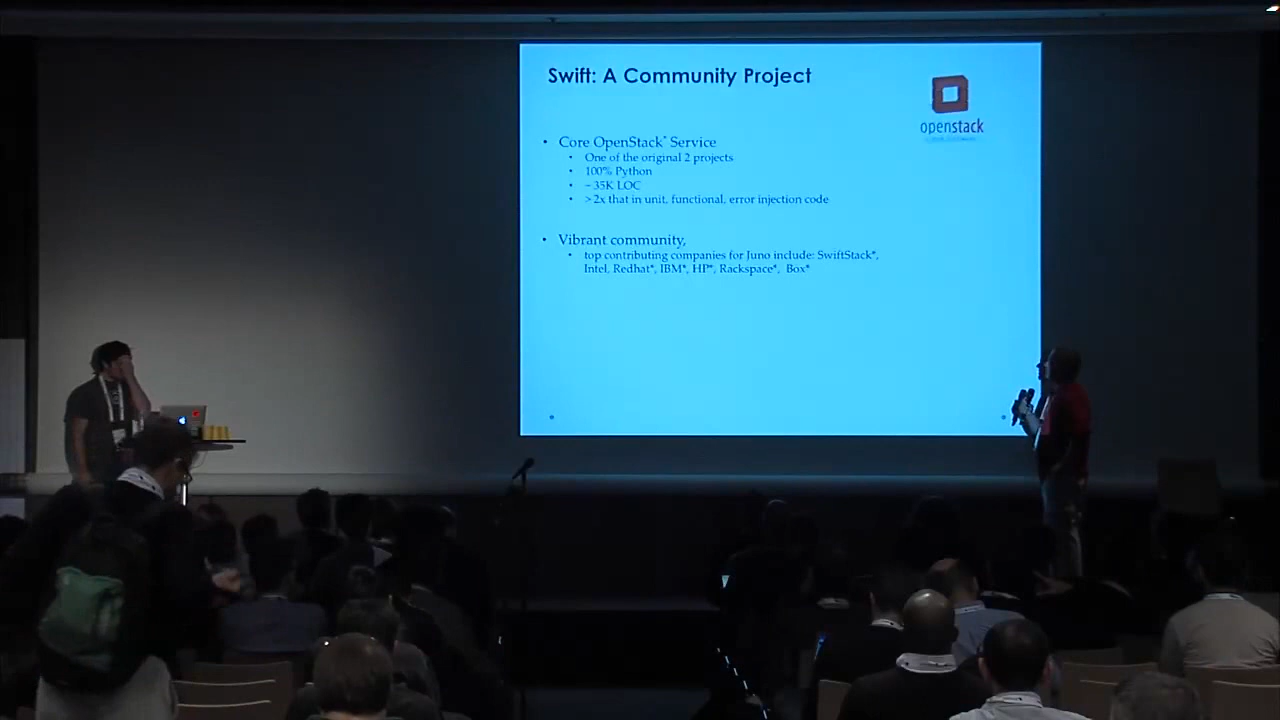 Swift: A Community Project
openstack
• Core OpenStack* Service
• One of the original 2 projects
• 100% Python
• ~ 35K LOC
• > 2x that in unit, functional, error injection code
• Vibrant community,
• top contributing companies for Juno include: SwiftStack*,
Intel, Redhat*, IBM*, HP*, Rackspace*, Box*